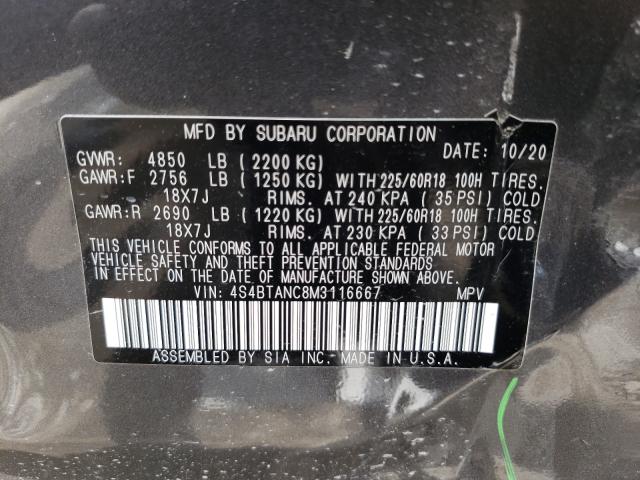 MFD BY SUBARU CORPORATION
GVWR: 4850 LB (2200 KG) DATE: 10/20
GAWR:F 2756 LB (1250 KG) WITH 225/60R18 100H TIRES.
18X7J RIMS. AT 240 KPA (35 PSI) COLD
GAWR:R 2690 LB (1220 KG) WITH 225/60R18 100H TIRES.
18X7J RIMS. AT 230 KPA (33 PSI) COLD
THIS VEHICLE CONFORMS TO ALL APPLICABLE FEDERAL MOTOR
VEHICLE SAFETY AND THEFT PREVENTION STANDARDS
IN EFFECT ON THE DATE OF MANUFACTURE SHOWN ABOVE.
VIN: 4S4BTANC8M3116667 MPV
ASSEMBLED BY SIA INC. MADE IN U.S.A.